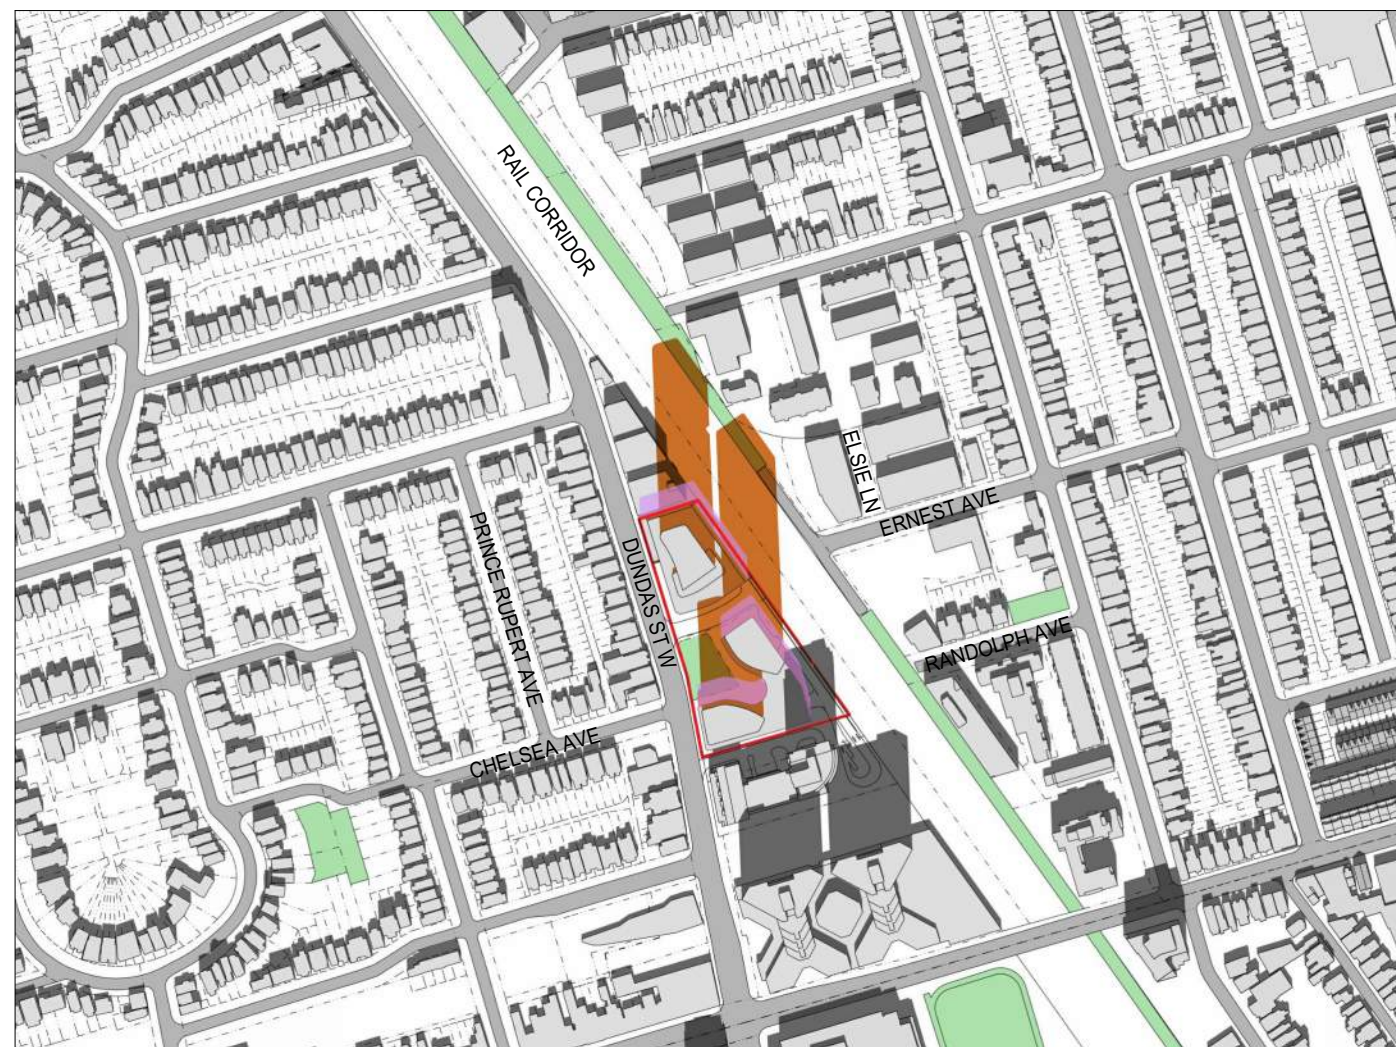 RAIL CORRIDOR
ELSIE LN
ERNEST AVE
PRINCE RUPERT AVE
DUNDAS ST W
RANDOLPH AVE
CHELSEA AVE